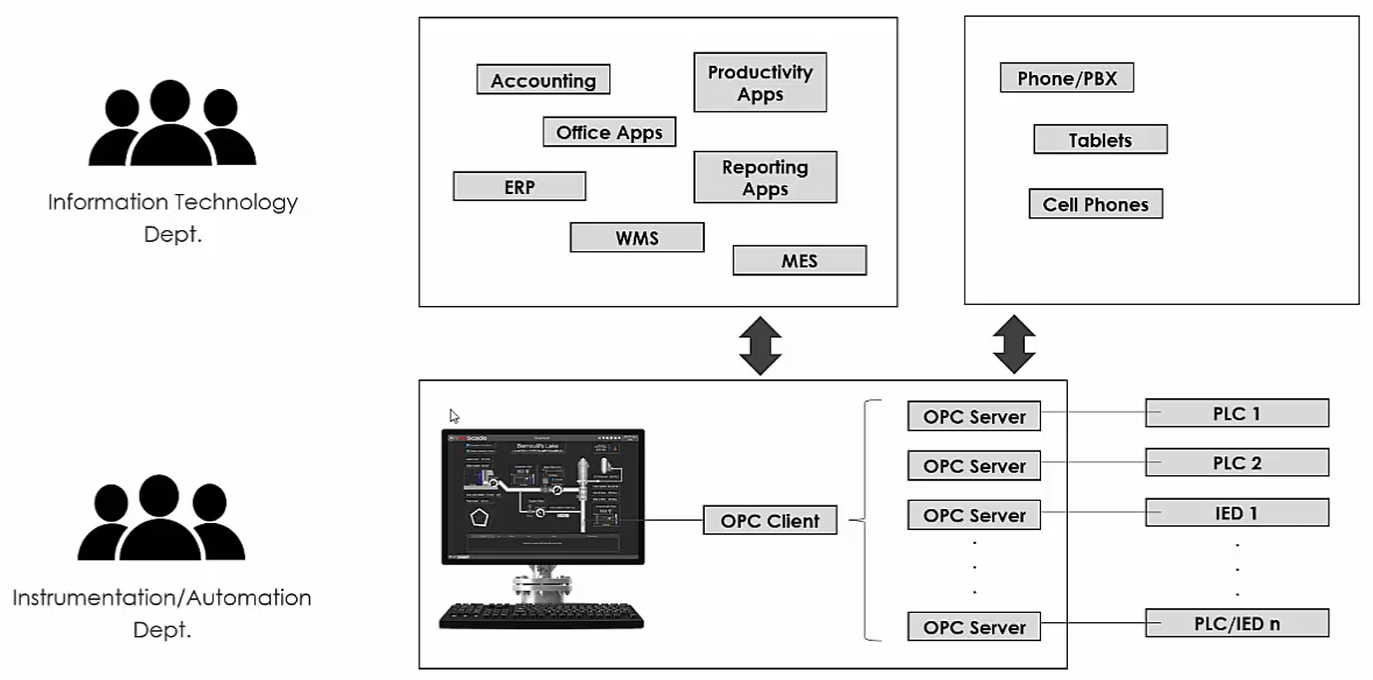 Accounting
Productivity
Apps
Office Apps
ERP
Reporting
Apps
WMS
MES
Phone/PBX
Tablets
Cell Phones
Information Technology
Dept.
OPC Client
OPC Server
PLC 1
OPC Server
PLC 2
OPC Server
IED 1
OPC Server
PLC/IED n
Instrumentation/Automation
Dept.